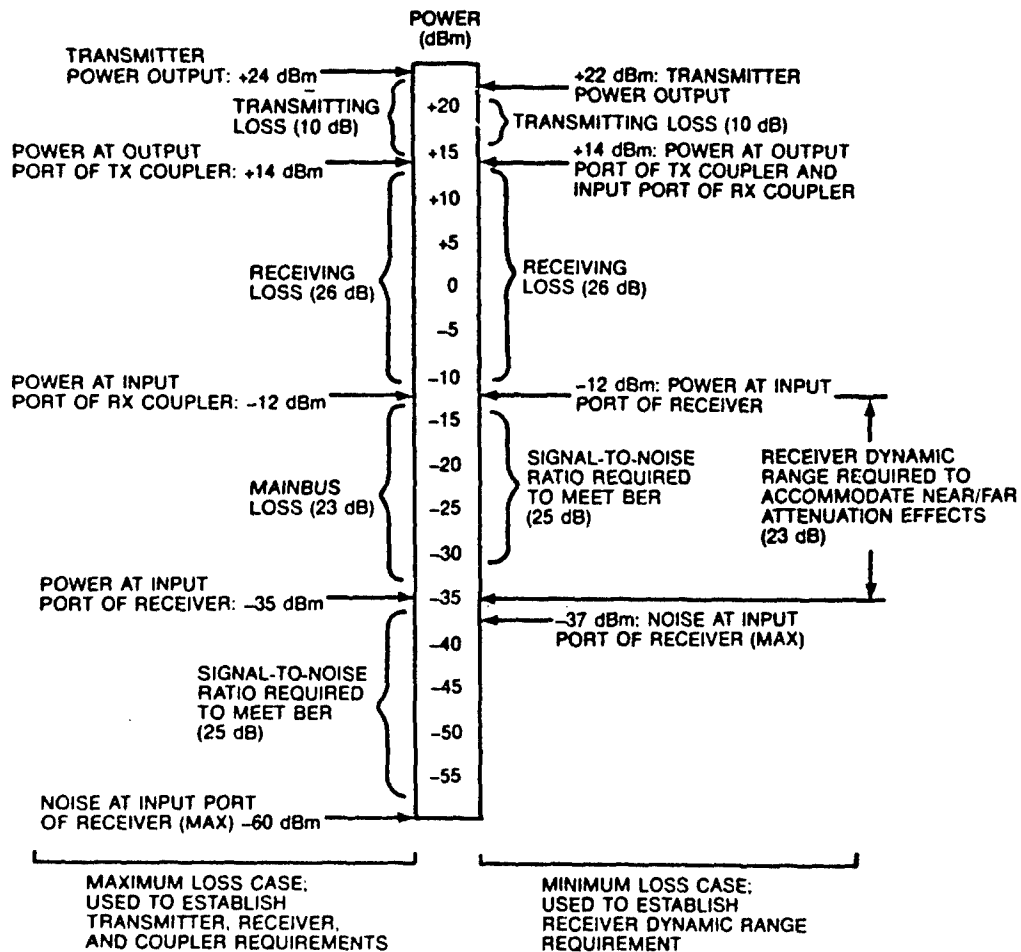 POWER
(dBm)
TRANSMITTER
POWER OUTPUT: +24 dBm
TRANSMITTING
LOSS (10 dB)
POWER AT OUTPUT
PORT OF TX COUPLER: +14 dBm
RECEIVING
LOSS (26 dB)
POWER AT INPUT
PORT OF RX COUPLER: -12 dBm
MAINBUS
LOSS (23 dB)
POWER AT INPUT
PORT OF RECEIVER: -35 dBm
SIGNAL-TO-NOISE
RATIO REQUIRED
TO MEET BER
(25 dB)
NOISE AT INPUT PORT
OF RECEIVER (MAX) -60 dBm
+20
+15
+10
+5
0
-5
-10
-15
-20
-25
-30
-35
-40
-45
-50
-55
+22 dBm: TRANSMITTER
POWER OUTPUT
TRANSMITTING LOSS (10 dB)
+14 dBm: POWER AT OUTPUT
PORT OF TX COUPLER AND
INPUT PORT OF RX COUPLER
RECEIVING
LOSS (26 dB)
-12 dBm: POWER AT INPUT
PORT OF RECEIVER
SIGNAL-TO-NOISE
RATIO REQUIRED
TO MEET BER
(25 dB)
RECEIVER DYNAMIC
RANGE REQUIRED TO
ACCOMMODATE NEAR/FAR
ATTENUATION EFFECTS
(23 dB)
-37 dBm: NOISE AT INPUT
PORT OF RECEIVER (MAX)
MAXIMUM LOSS CASE;
USED TO ESTABLISH
TRANSMITTER, RECEIVER,
AND COUPLER REQUIREMENTS
MINIMUM LOSS CASE;
USED TO ESTABLISH
RECEIVER DYNAMIC RANGE
REQUIREMENT